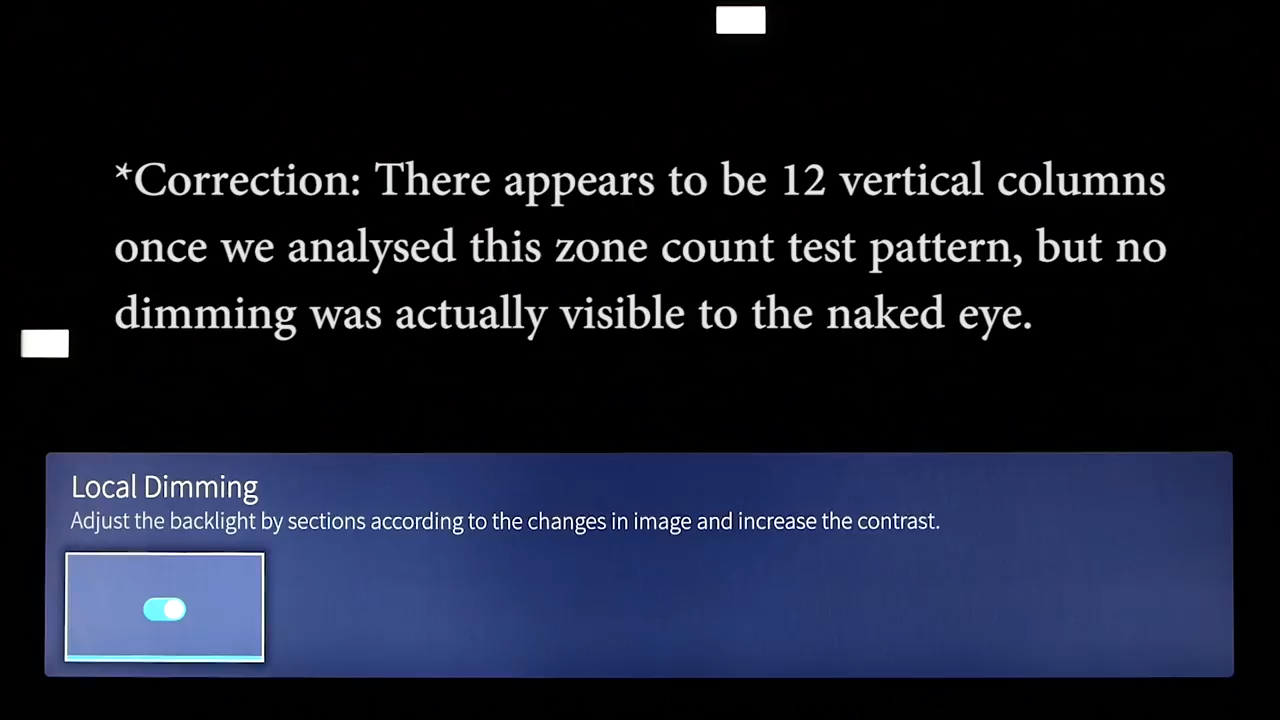 *Correction: There appears to be 12 vertical columns
once we analysed this zone count test pattern, but no
dimming was actually visible to the naked eye.
Local Dimming
Adjust the backlight by sections according to the changes in image and increase the contrast.